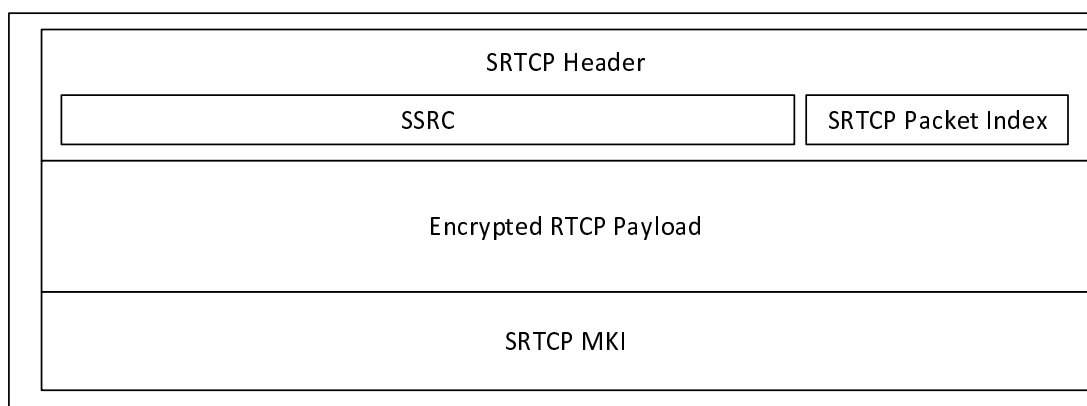 SRTCP Header
SSRC
SRTCP Packet Index
Encrypted RTCP Payload
SRTCP MKI